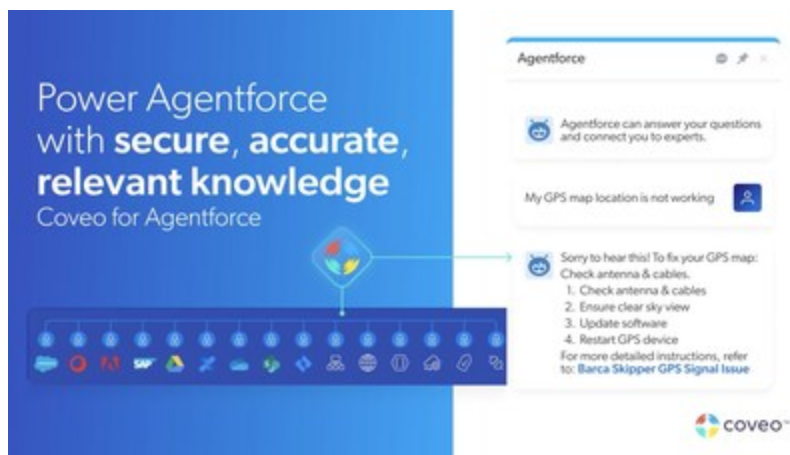 Power Agentforce
with secure, accurate,
relevant knowledge
Coveo for Agentforce
SAP
Agentforce
Agentforce can answer your questions
and connect you to experts.
My GPS map location is not working
Sorry to hear this! To fix your GPS map:
Check antenna & cables.
1. Check antenna & cables
2. Ensure clear sky view
3. Update software
4. Restart GPS device
For more detailed instructions, refer
to: Barca Skipper GPS Signal Issue
coveo™